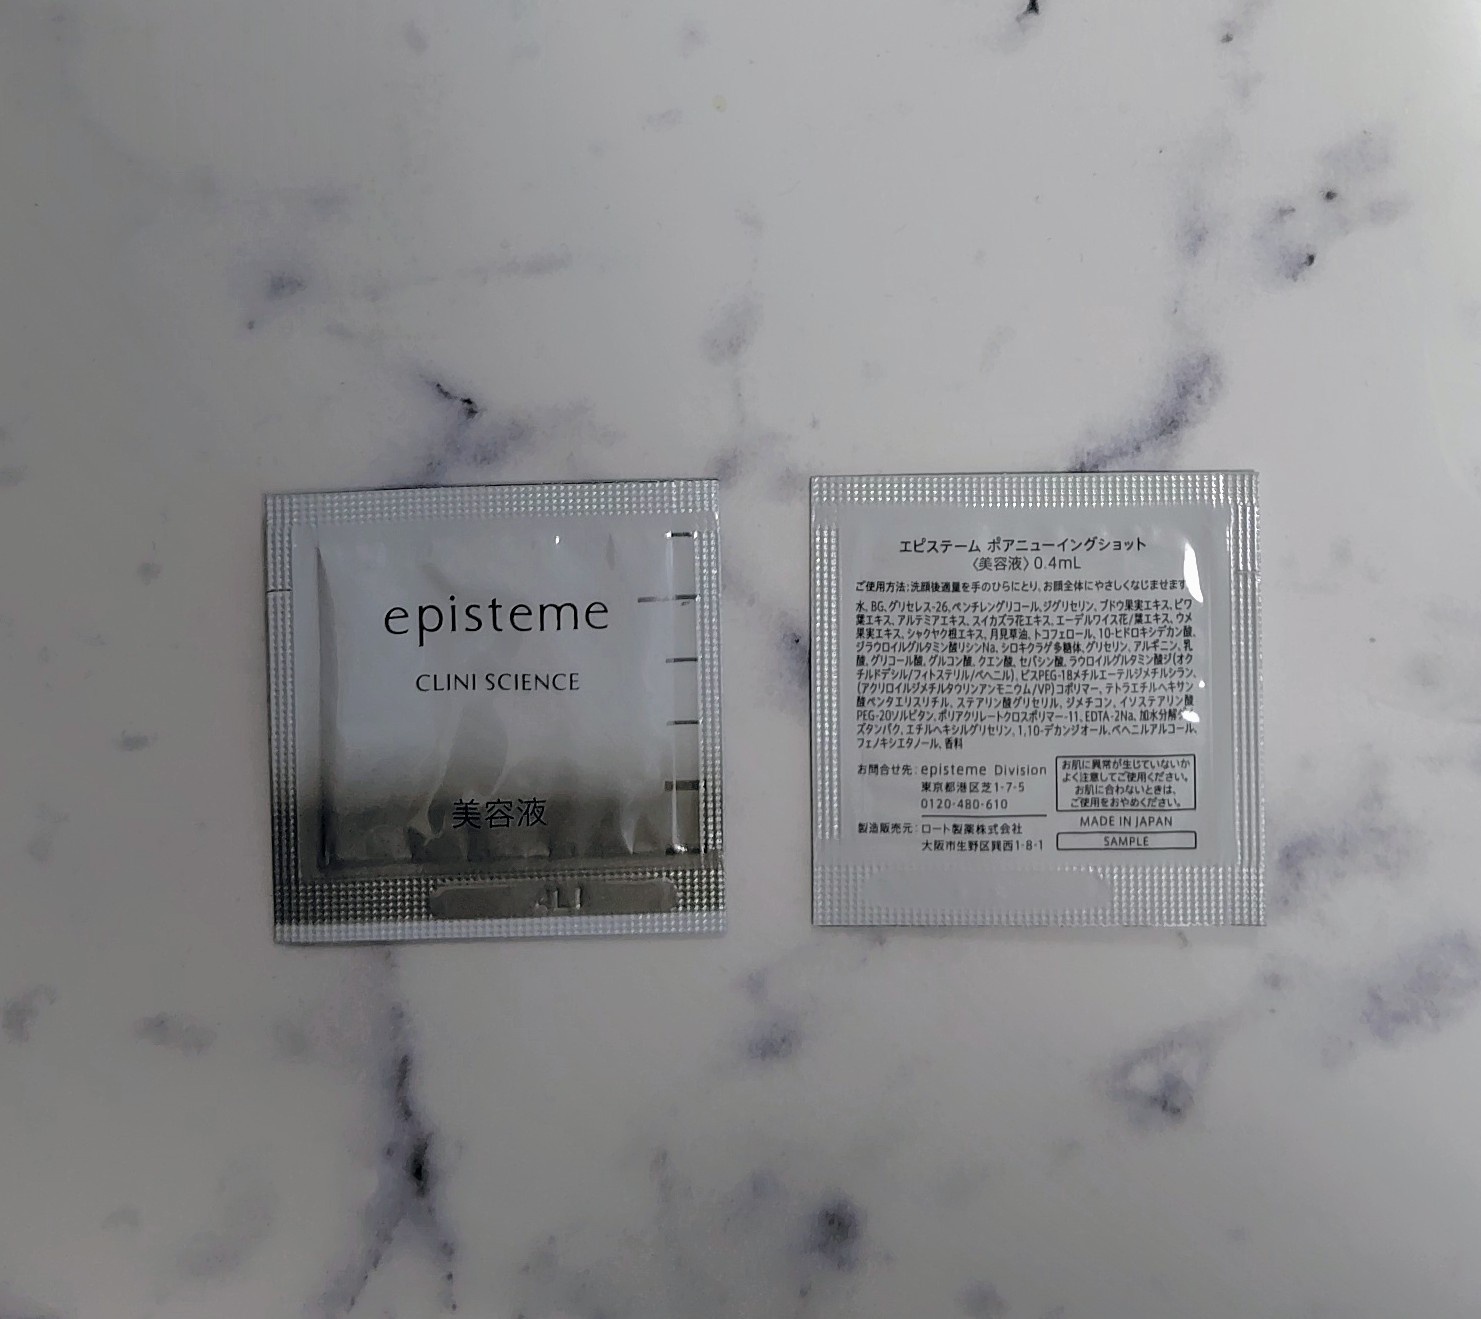 episteme
CLINI SCIENCE
美容液
エピステーム ポアニューイングショット
〈美容液〉0.4mL
ご使用方法:洗顔後適量を手のひらにとり、お顔全体にやさしくなじませます
水、BG、グリセレス-26、ペンチレングリコール、ジグリセリン、ブドウ果実エキス、ビワ
葉エキス、アルテミアエキス、スイカズラ花エキス、エーデルワイス花/葉エキス、ウメ
果実エキス、シャクヤク根エキス、月見草油、トコフェロール、10-ヒドロキシデカン酸、
ジラウロイルグルタミン酸リシンNa、シロキクラゲ多糖体、グリセリン、アルギニン、乳
酸、グリコール酸、グルコン酸、クエン酸、セバシン酸、ラウロイルグルタミン酸ジ(オク
チルドデシル/フィトステリル/ベヘニル)、ビスPEG-18メチルエーテルジメチルシラン、
(アクリロイルジメチルタウリンアンモニウム/VP)コポリマー、テトラエチルヘキサン
酸ペンタエリスリチル、ステアリン酸グリセリル、ジメチコン、イソステアリン酸
PEG-20ソルビタン、ポリアクリレートクロスポリマー-11、EDTA-2Na、加水分解
ズタンパク、エチルヘキシルグリセリン、1,10-デカンジオール、ベヘニルアルコール、
フェノキシエタノール、香料
お問合せ先:episteme Division
東京都港区芝1-7-5
0120-480-610
製造販売元:ロート製薬株式会社
大阪市生野区巽西1-8-1
お肌に異常が生じていないか
よく注意してご使用ください。
お肌に合わないときは、
ご使用をおやめください。
MADE IN JAPAN
SAMPLE